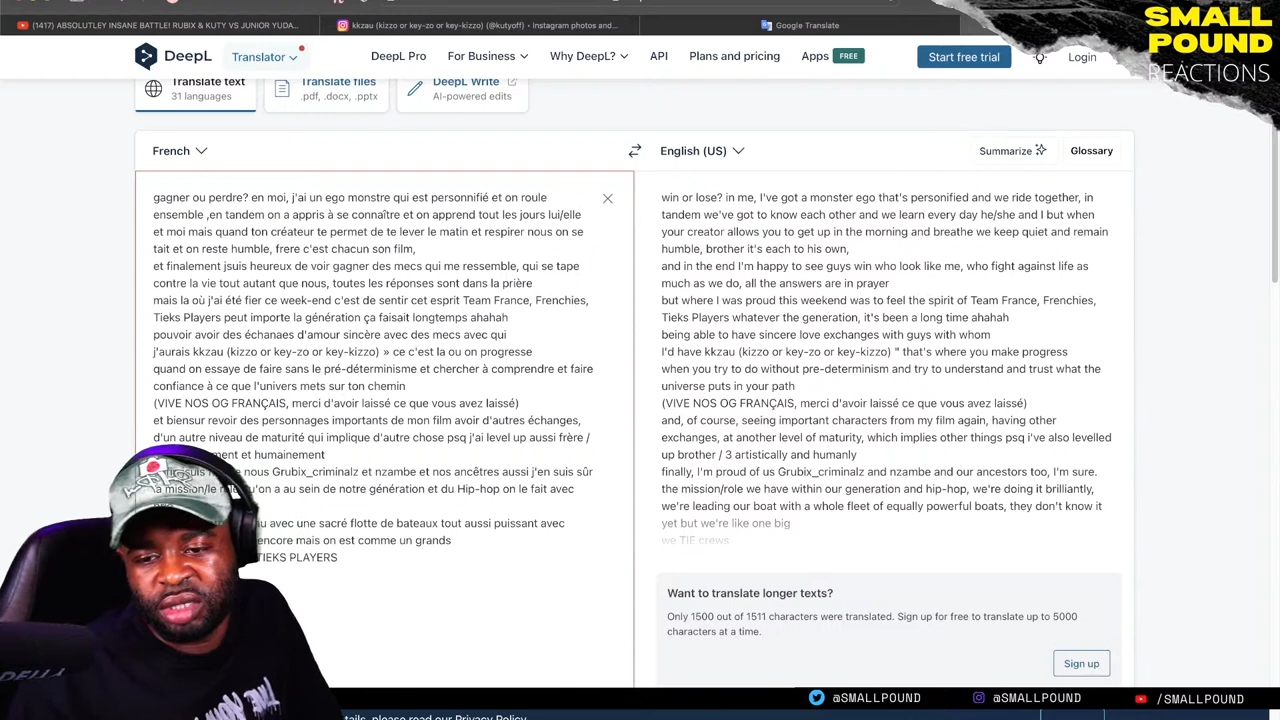 (1417) ABSOLUTLEY INSANE BATTLE! RUBIX & KUTY VS JUNIOR YUDA...
kkzau (kizzo or key-zo or key-kizzo) (@kutyoff) • Instagram photos and...
Google Translate
SMALL
POUND
REACTIONS
DeepL
Translator
DeepL Pro
For Business
Why DeepL?
API
Plans and pricing
Apps FREE
Start free trial
Login
Translate text
31 languages
Translate files
.pdf, .docx, .pptx
DeepL Write
AI-powered edits
French
English (US)
Summarize
Glossary
gagner ou perdre? en moi, j'ai un ego monstre qui est personnifié et on roule
ensemble ,en tandem on a appris à se connaître et on apprend tout les jours lui/elle
et moi mais quand ton créateur te permet de te lever le matin et respirer nous on se
tait et on reste humble, frere c'est chacun son film,
et finalement jsuis heureux de voir gagner des mecs qui me ressemble, qui se tape
contre la vie tout autant que nous, toutes les réponses sont dans la prière
mais la où j'ai été fier ce week-end c'est de sentir cet esprit Team France, Frenchies,
Tieks Players peut importe la génération ça faisait longtemps ahahah
pouvoir avoir des échanaes d'amour sincère avec des mecs avec qui
j'aurais kkzau (kizzo or key-zo or key-kizzo) » ce c'est la ou on progresse
quand on essaye de faire sans le pré-déterminisme et chercher à comprendre et faire
confiance à ce que l'univers mets sur ton chemin
(VIVE NOS OG FRANÇAIS, merci d'avoir laissé ce que vous avez laissé)
et biensur revoir des personnages importants de mon film avoir d'autres échanges,
d'un autre niveau de maturité qui implique d'autre chose psq j'ai level up aussi frère /
ment et humainement
nous Grubix_criminalz et nzambe et nos ancêtres aussi j'en suis sûr
qu'on a au sein de notre génération et du Hip-hop on le fait avec
avec une sacré flotte de bateaux tout aussi puissant avec
encore mais on est comme un grands
TIEKS PLAYERS
win or lose? in me, I've got a monster ego that's personified and we ride together, in
tandem we've got to know each other and we learn every day he/she and I but when
your creator allows you to get up in the morning and breathe we keep quiet and remain
humble, brother it's each to his own,
and in the end I'm happy to see guys win who look like me, who fight against life as
much as we do, all the answers are in prayer
but where I was proud this weekend was to feel the spirit of Team France, Frenchies,
Tieks Players whatever the generation, it's been a long time ahahah
being able to have sincere love exchanges with guys with whom
I'd have kkzau (kizzo or key-zo or key-kizzo) " that's where you make progress
when you try to do without pre-determinism and try to understand and trust what the
universe puts in your path
(VIVE NOS OG FRANÇAIS, merci d'avoir laissé ce que vous avez laissé)
and, of course, seeing important characters from my film again, having other
exchanges, at another level of maturity, which implies other things psq i've also levelled
up brother / 3 artistically and humanly
finally, I'm proud of us Grubix_criminalz and nzambe and our ancestors too, I'm sure.
the mission/role we have within our generation and hip-hop, we're doing it brilliantly,
we're leading our boat with a whole fleet of equally powerful boats, they don't know it
yet but we're like one big
we TIE crews
Want to translate longer texts?
Only 1500 out of 1511 characters were translated. Sign up for free to translate up to 5000
characters at a time.
Sign up
@SMALLPOUND
@SMALLPOUND
/SMALLPOUND
tails, please read our Privacy Policy